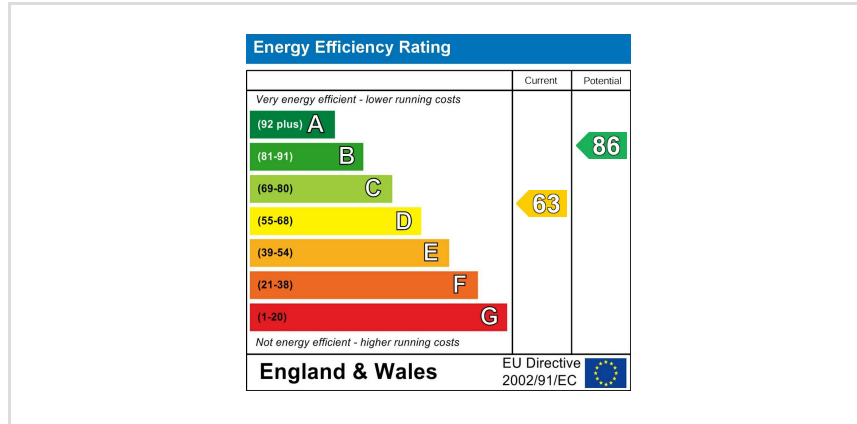 Energy Efficiency Rating
Current Potential
Very energy efficient - lower running costs
(92 plus) A
(81-91) B
86
(69-80) C
63
(55-68) D
(39-54) E
(21-38) F
(1-20) G
Not energy efficient - higher running costs
England & Wales
EU Directive
2002/91/EC